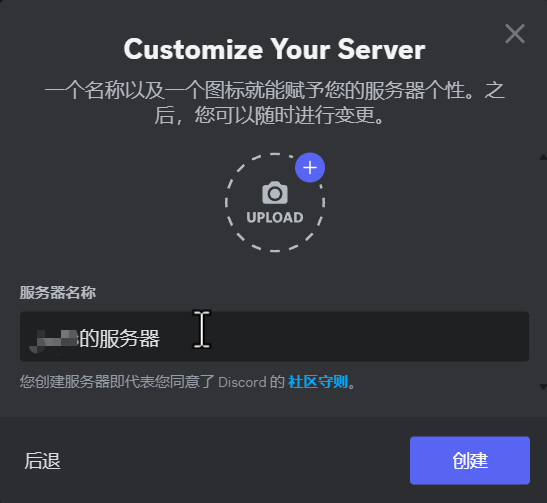 Customize Your Server
一个名称以及一个图标就能赋予您的服务器个性。之
后，您可以随时进行变更。
UPLOAD
服务器名称
的服务器
您创建服务器即代表您同意了 Discord 的 社区守则。
后退
创建